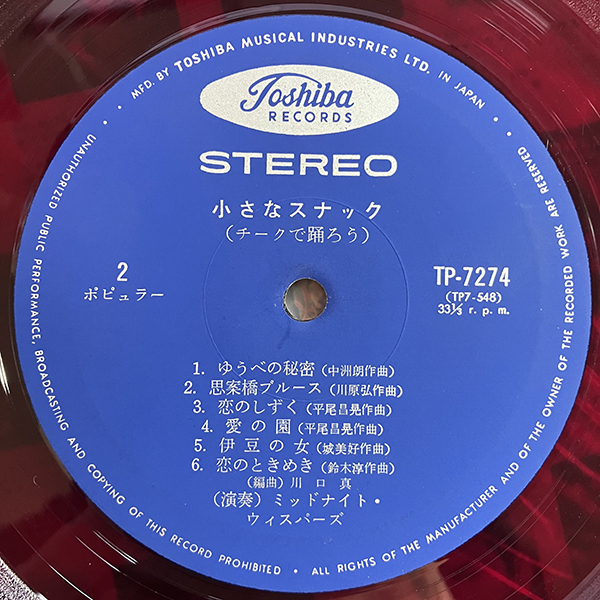 MFD. BY TOSHIBA MUSICAL INDUSTRIES LTD. IN JAPAN
Toshiba
RECORDS
STEREO
小さなスナック
(チークで踊ろう)
2
ポピュラー
TP-7274
(TP7-548)
33⅓ r. p. m.
1. ゆうべの秘密 (中洲朗作曲)
2. 思案橋ブルース (川原弘作曲)
3. 恋のしずく (平尾昌晃作曲)
4. 愛の園 (平尾昌晃作曲)
5. 伊豆の女 (城美好作曲)
6. 恋のときめき (鈴木淳作曲)
(編曲) 川口真
(演奏) ミッドナイト・
ウィスパーズ
UNAUTHORIZED PUBLIC PERFORMANCE, BROADCASTING AND COPYING OF THIS RECORD PROHIBITED • ALL RIGHTS OF THE MANUFACTURER AND OF THE OWNER OF THE RECORDED WORK ARE RESERVED